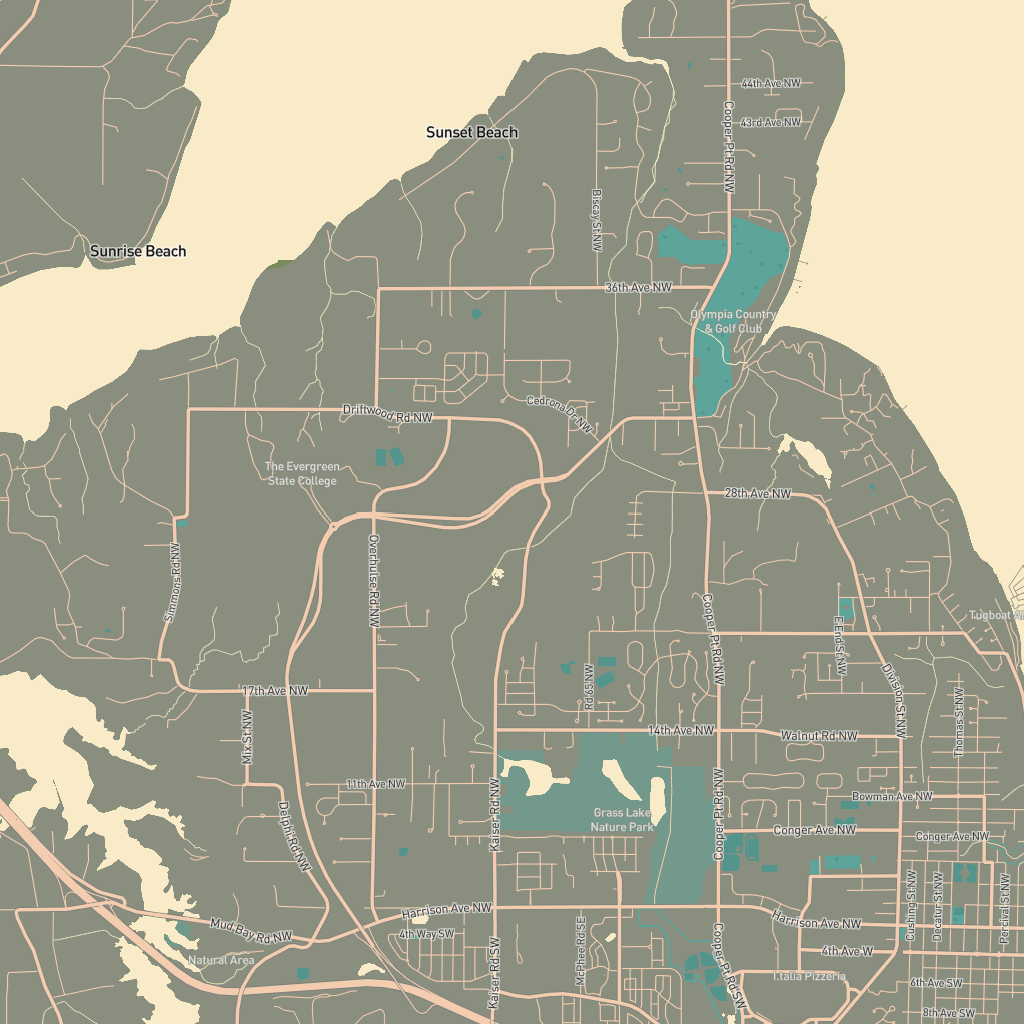 44th Ave NW
43rd Ave NW
Sunset Beach
Cooper Pt Rd NW
Biscay St NW
Sunrise Beach
36th Ave NW
Olympia Country
& Golf Club
Cedrona Dr NW
Driftwood Rd NW
The Evergreen
State College
28th Ave NW
Simmons Rd NW
Overhulse Rd NW
Cooper Pt Rd NW
E End St NW
Tugboat
Division St NW
Rd 65 NW
17th Ave NW
Mix St NW
14th Ave NW
Walnut Rd NW
Thomas St NW
11th Ave NW
Kaiser Rd NW
Cooper Pt Rd NW
Bowman Ave NW
Grass Lake
Nature Park
Delphi Rd NW
Conger Ave NW
Conger Ave NW
Cushing St NW
Decatur St NW
Percival St NW
Harrison Ave NW
Harrison Ave NW
Mud Bay Rd NW
4th Way SW
McPhee Rd SE
Cooper Pt Rd SW
4th Ave W
Natural Area
Kaiser Rd SW
Italia Pizzeria
6th Ave SW
8th Ave SW